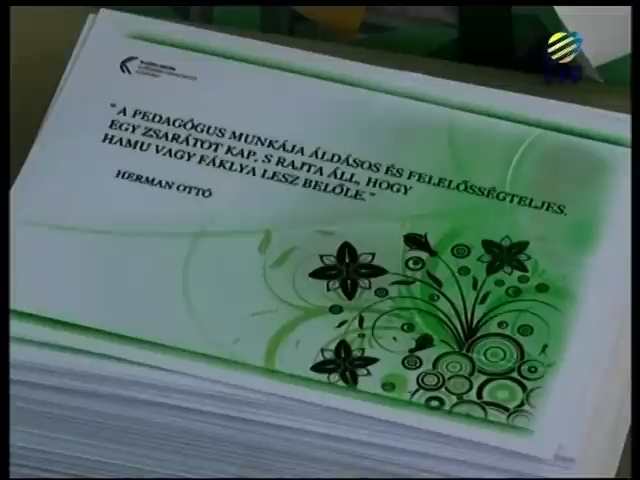 "A PEDAGÓGUS MUNKÁJA ÁLDÁSOS ÉS FELELŐSSÉGTELJES.
EGY ZSARÁTOT KAP, S RAJTA ÁLL, HOGY
HAMU VAGY FÁKLYA LESZ BELŐLE."
HERMAN OTTÓ